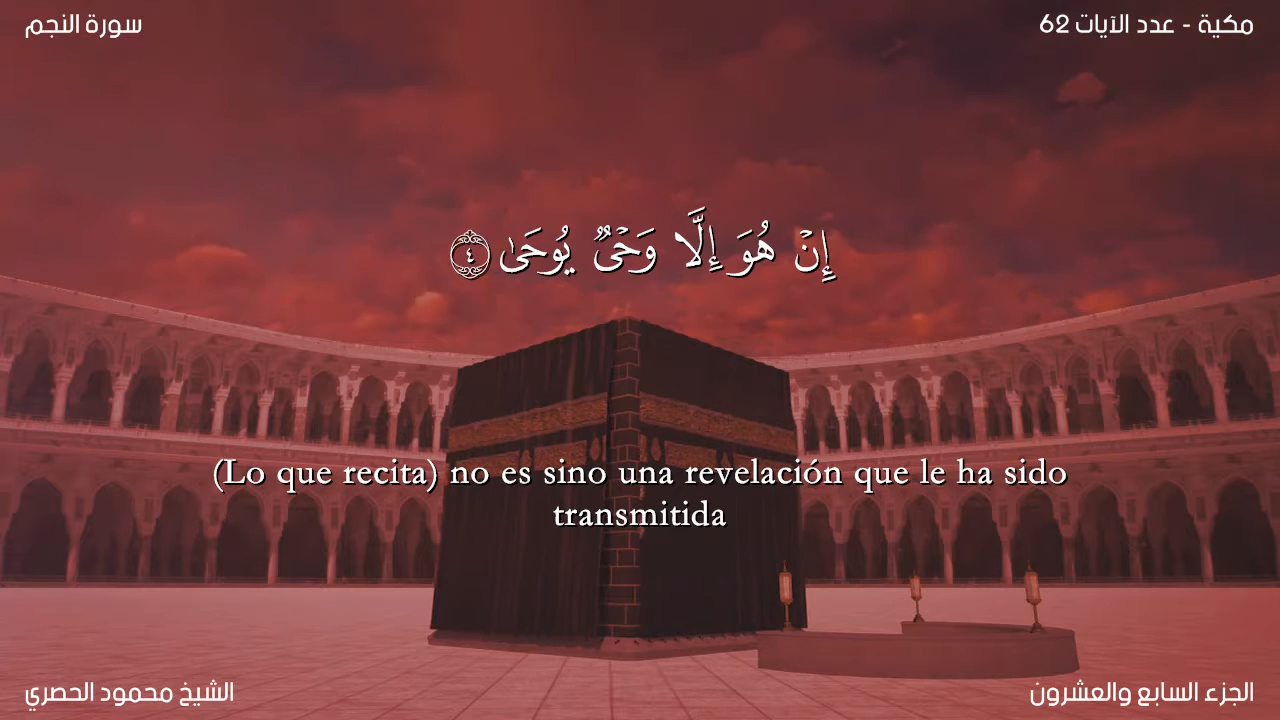 سورة النجم
مكية - عدد الآيات 62
إِنْ هُوَ إِلَّا وَحْىٌ يُوحَىٰ ٤
(Lo que recita) no es sino una revelación que le ha sido
transmitida
الشيخ محمود الحصري
الجزء السابع والعشرون